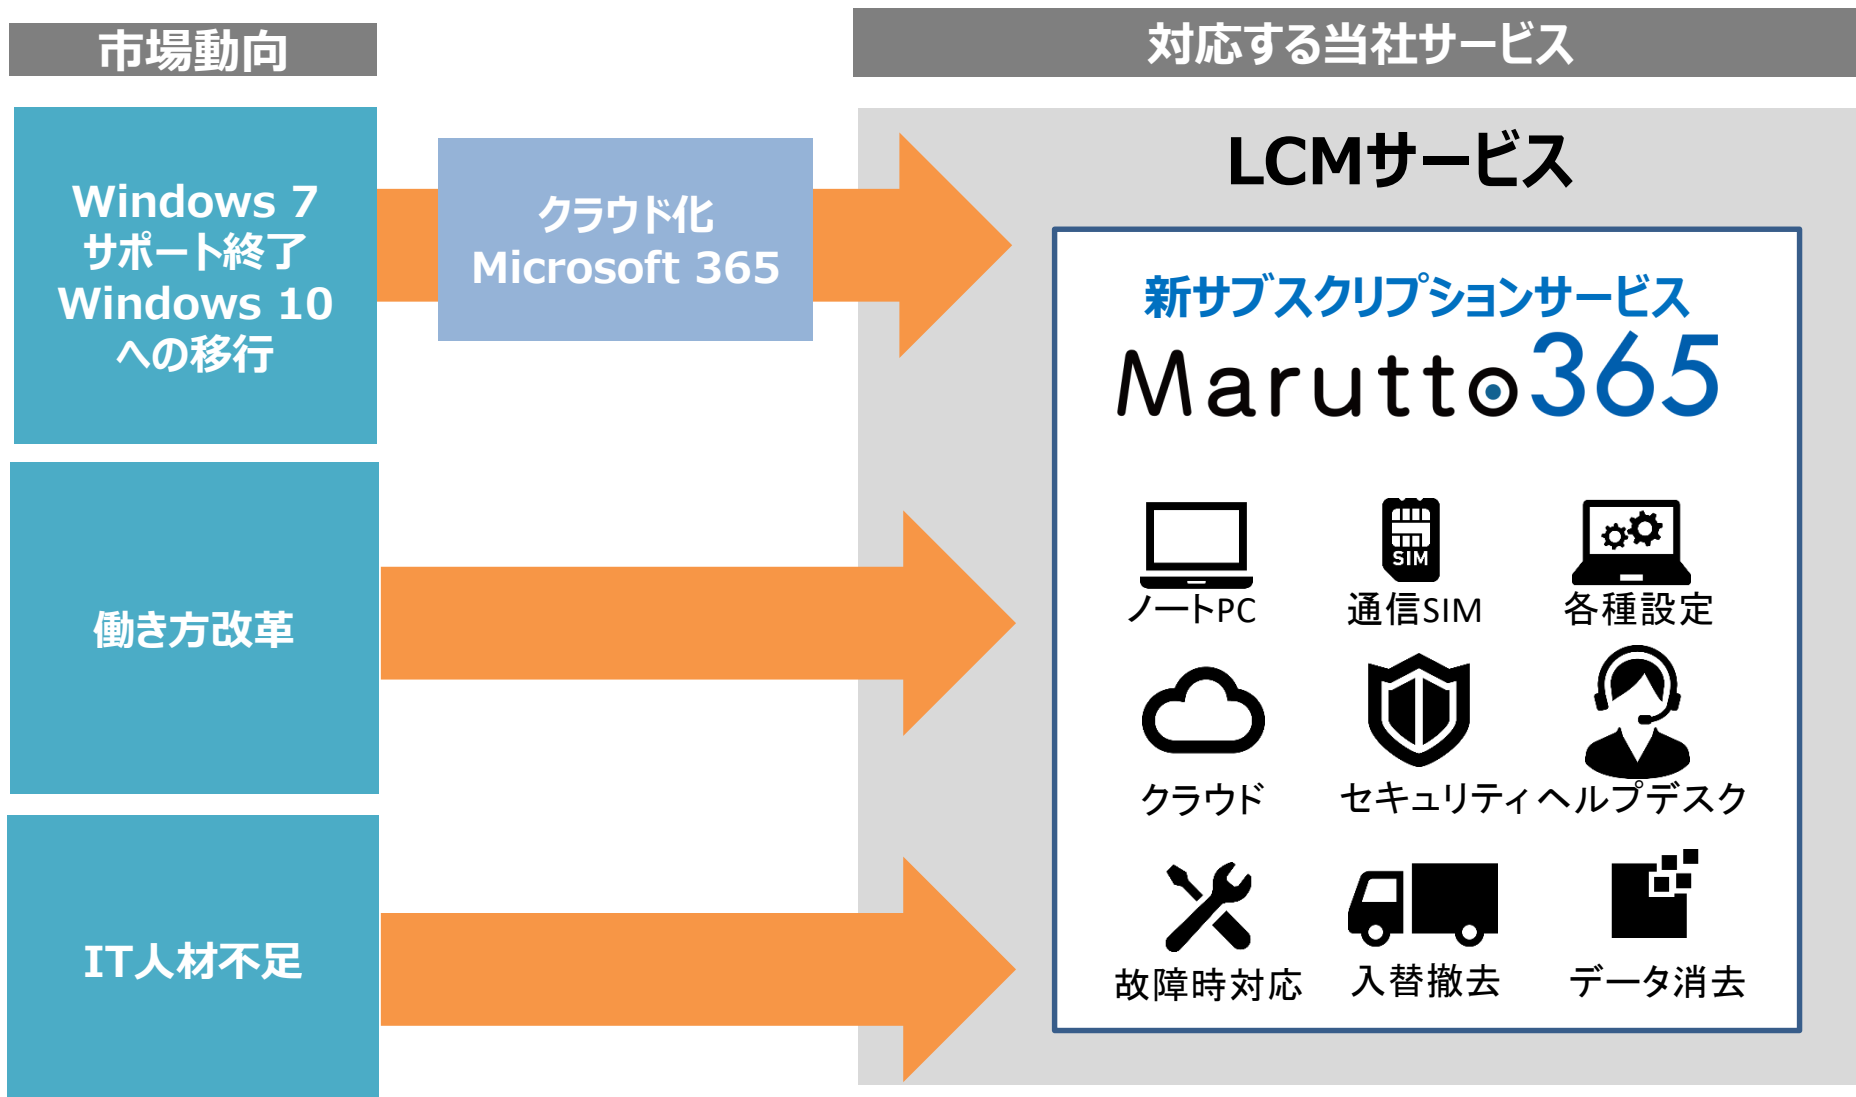 市場動向
対応する当社サービス
Windows 7
サポート終了
Windows 10
への移行
クラウド化
Microsoft 365
働き方改革
IT人材不足
LCMサービス
新サブスクリプションサービス
Marutto365
SIM
ノートPC
通信SIM
各種設定
クラウド
セキュリティ
ヘルプデスク
故障時対応
入替撤去
データ消去